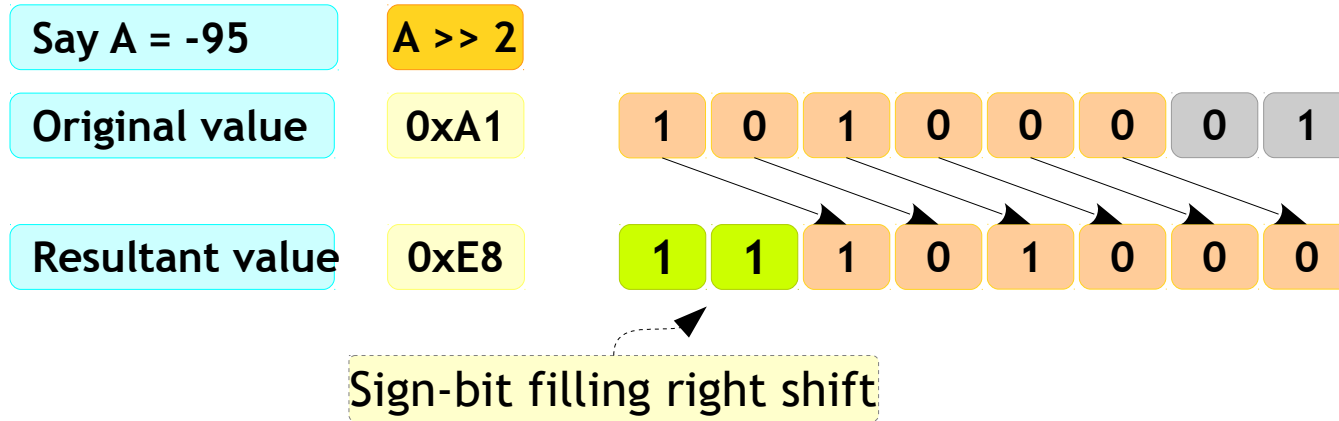 Say A = -95 A >> 2
Original value 0xA1 1 0 1 0 0 0 0 1
Resultant value 0xE8 1 1 1 0 1 0 0 0
Sign-bit filling right shift